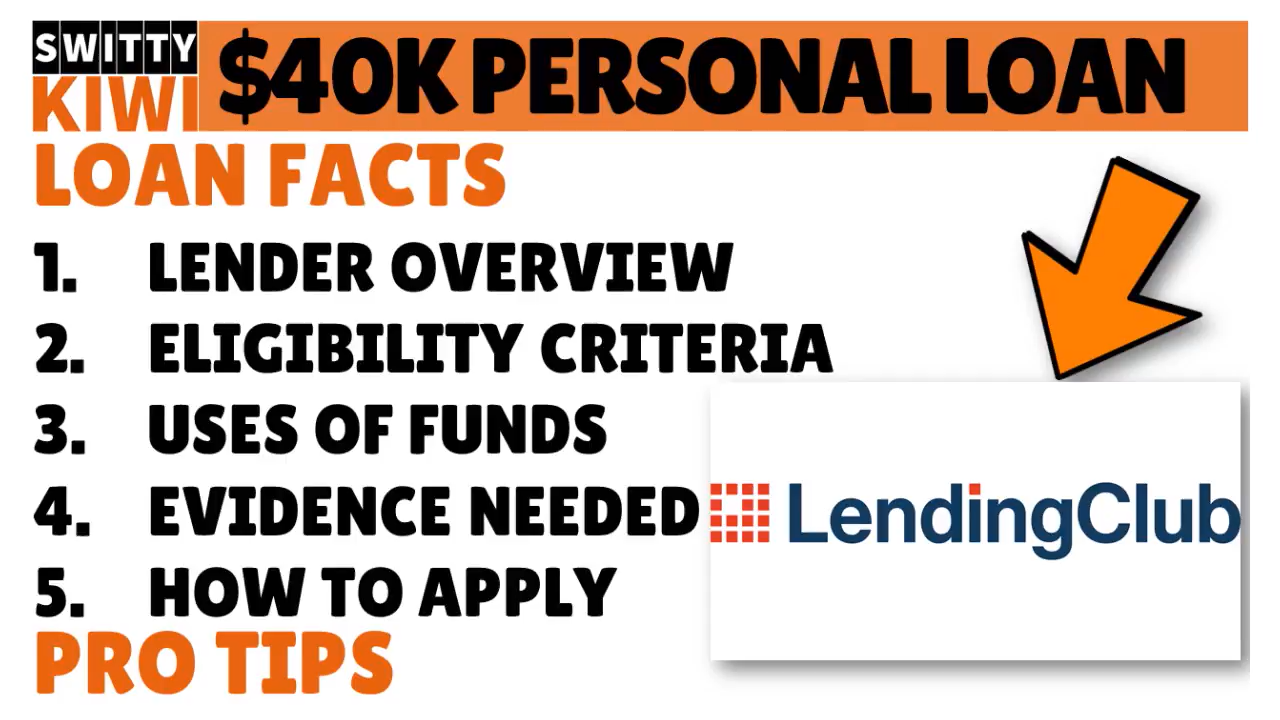 SWITTY
KIWI
$40K PERSONAL LOAN
LOAN FACTS
1. LENDER OVERVIEW
2. ELIGIBILITY CRITERIA
3. USES OF FUNDS
4. EVIDENCE NEEDED
5. HOW TO APPLY
LendingClub
PRO TIPS